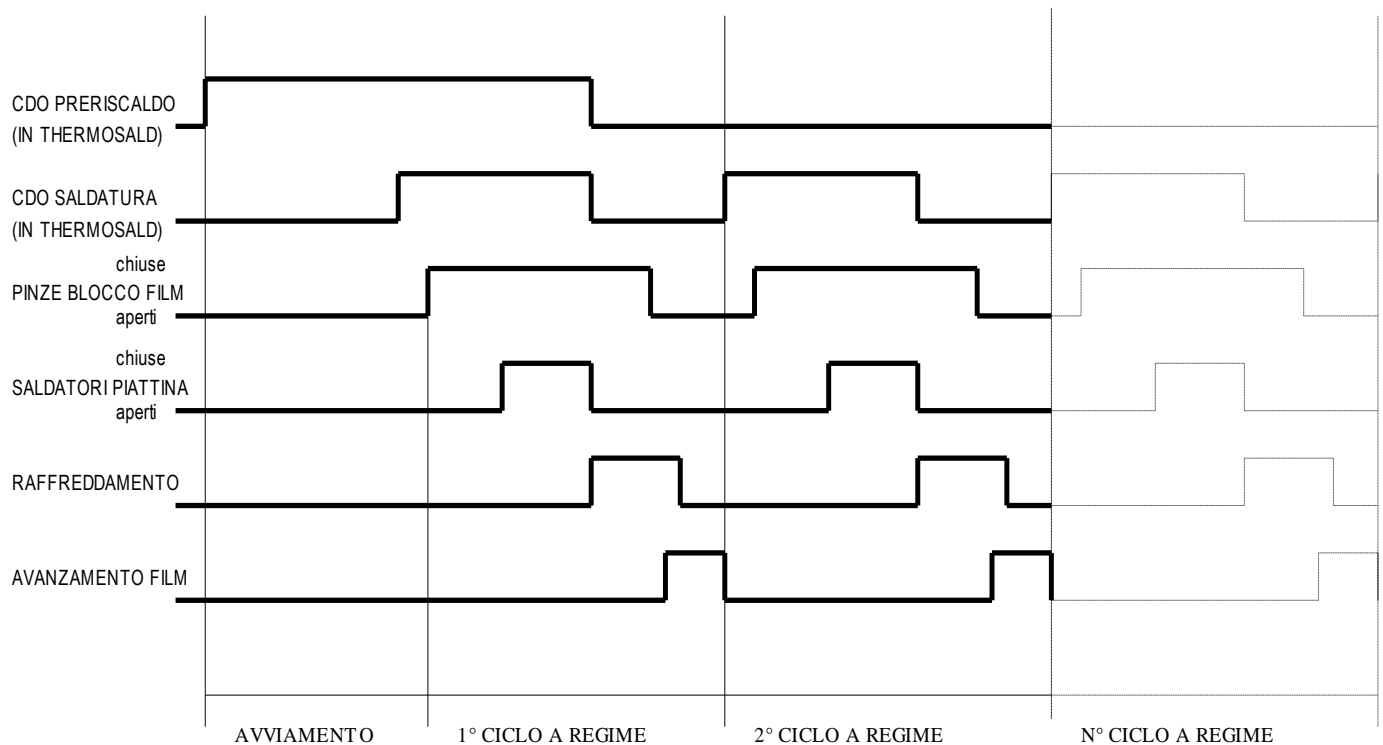 CDO PRERISCALDO
(IN THERMOSALD)
CDO SALDATURA
(IN THERMOSALD)
chiuse
PINZE BLOCCO FILM
aperti
chiuse
SALDATORI PIATTINA
aperti
RAFFREDDAMENTO
AVANZAMENTO FILM
AVVIAMENTO 1° CICLO A REGIME 2° CICLO A REGIME N° CICLO A REGIME